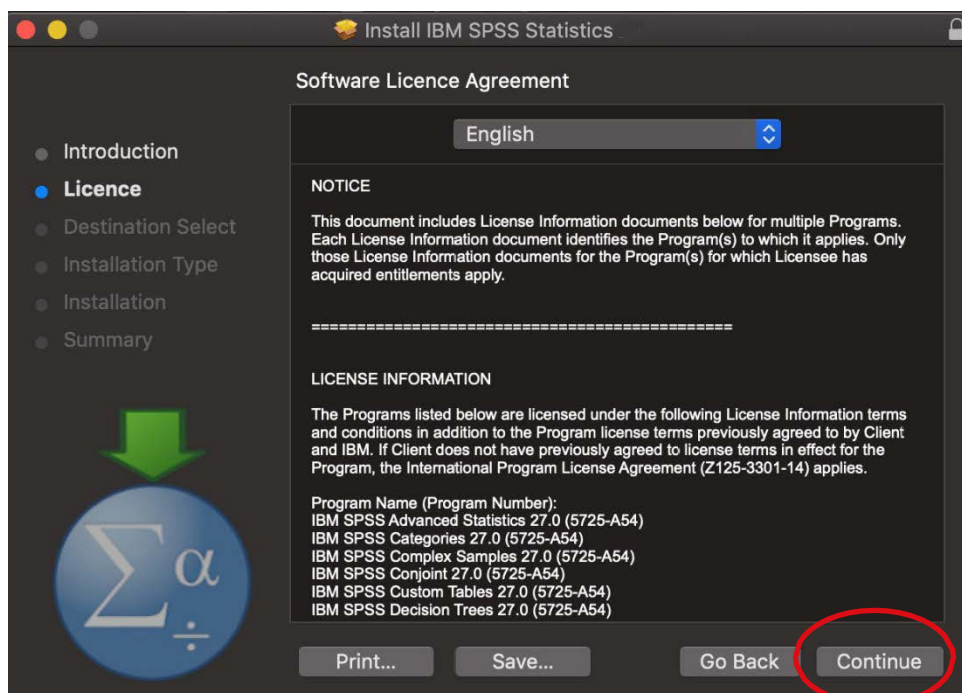 Install IBM SPSS Statistics
Software Licence Agreement
Introduction
Licence
Destination Select
Installation Type
Installation
Summary
English
NOTICE
This document includes License Information documents below for multiple Programs.
Each License Information document identifies the Program(s) to which it applies. Only
those License Information documents for the Program(s) for which Licensee has
acquired entitlements apply.
==============================================
LICENSE INFORMATION
The Programs listed below are licensed under the following License Information terms
and conditions in addition to the Program license terms previously agreed to by Client
and IBM. If Client does not have previously agreed to license terms in effect for the
Program, the International Program License Agreement (Z125-3301-14) applies.
Program Name (Program Number):
IBM SPSS Advanced Statistics 27.0 (5725-A54)
IBM SPSS Categories 27.0 (5725-A54)
IBM SPSS Complex Samples 27.0 (5725-A54)
IBM SPSS Conjoint 27.0 (5725-A54)
IBM SPSS Custom Tables 27.0 (5725-A54)
IBM SPSS Decision Trees 27.0 (5725-A54)
Σα
÷
Print...
Save...
Go Back
Continue